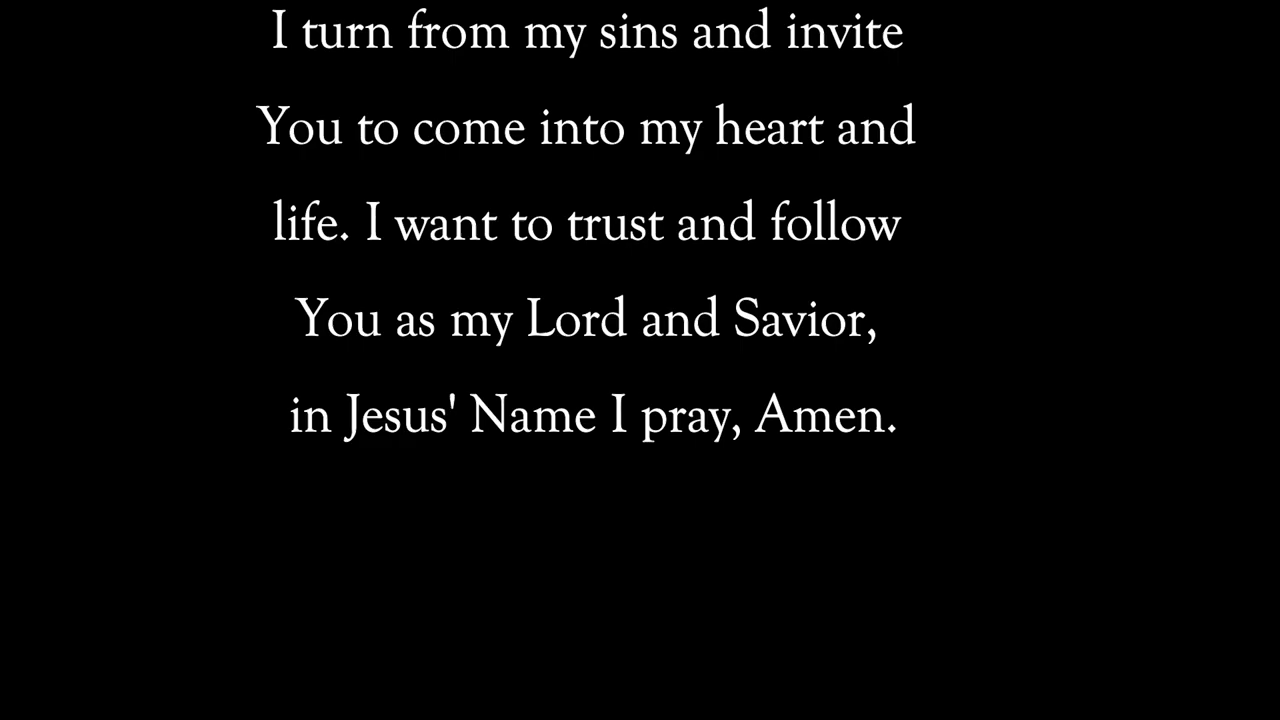 I turn from my sins and invite
You to come into my heart and
life. I want to trust and follow
You as my Lord and Savior,
in Jesus' Name I pray, Amen.